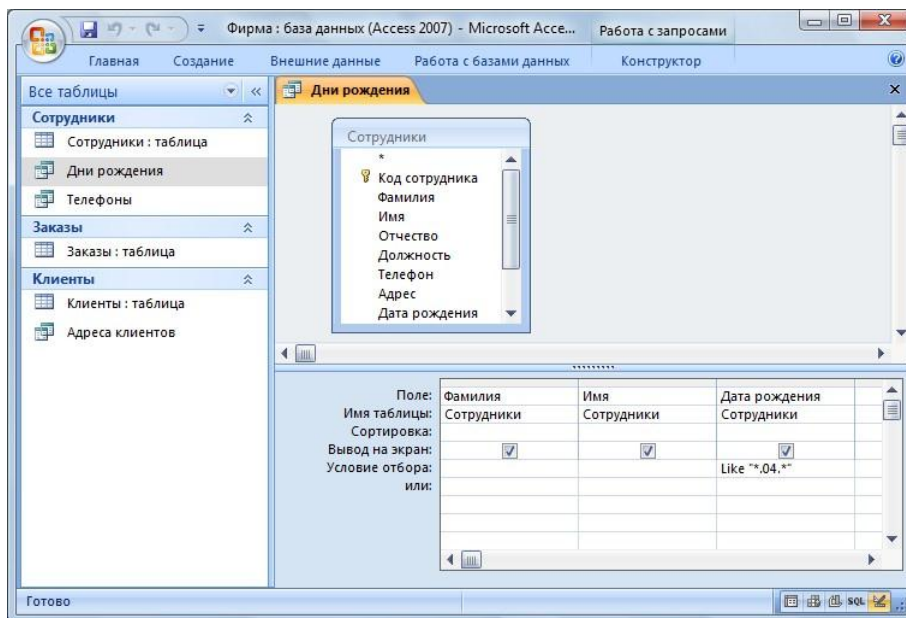 Фирма : база данных (Access 2007) - Microsoft Acce...
Работа с запросами
Главная
Создание
Внешние данные
Работа с базами данных
Конструктор
Все таблицы
Сотрудники
Сотрудники : таблица
Дни рождения
Телефоны
Заказы
Заказы : таблица
Клиенты
Клиенты : таблица
Адреса клиентов
Дни рождения
Сотрудники
*
Код сотрудника
Фамилия
Имя
Отчество
Должность
Телефон
Адрес
Дата рождения
Поле: Фамилия Имя Дата рождения
Имя таблицы: Сотрудники Сотрудники Сотрудники
Сортировка:
Вывод на экран:
Условие отбора: Like "*.04.*"
или:
Готово
SQL